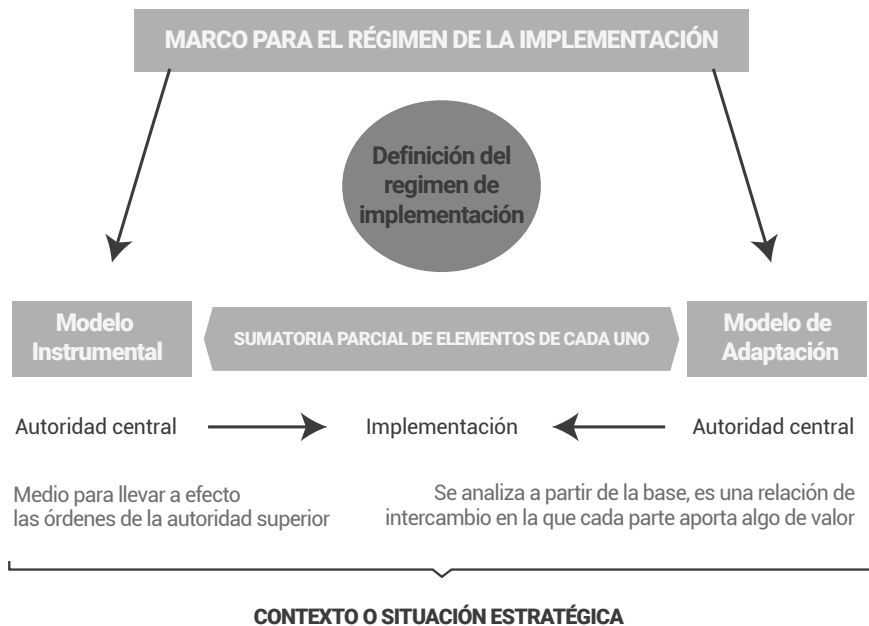 MARCO PARA EL RÉGIMEN DE LA IMPLEMENTACIÓN
Definición del
regimen de
implementación
Modelo
Instrumental
SUMATORIA PARCIAL DE ELEMENTOS DE CADA UNO
Modelo de
Adaptación
Autoridad central
Implementación
Autoridad central
Medio para llevar a efecto
las órdenes de la autoridad superior
Se analiza a partir de la base, es una relación de
intercambio en la que cada parte aporta algo de valor
CONTEXTO O SITUACIÓN ESTRATÉGICA